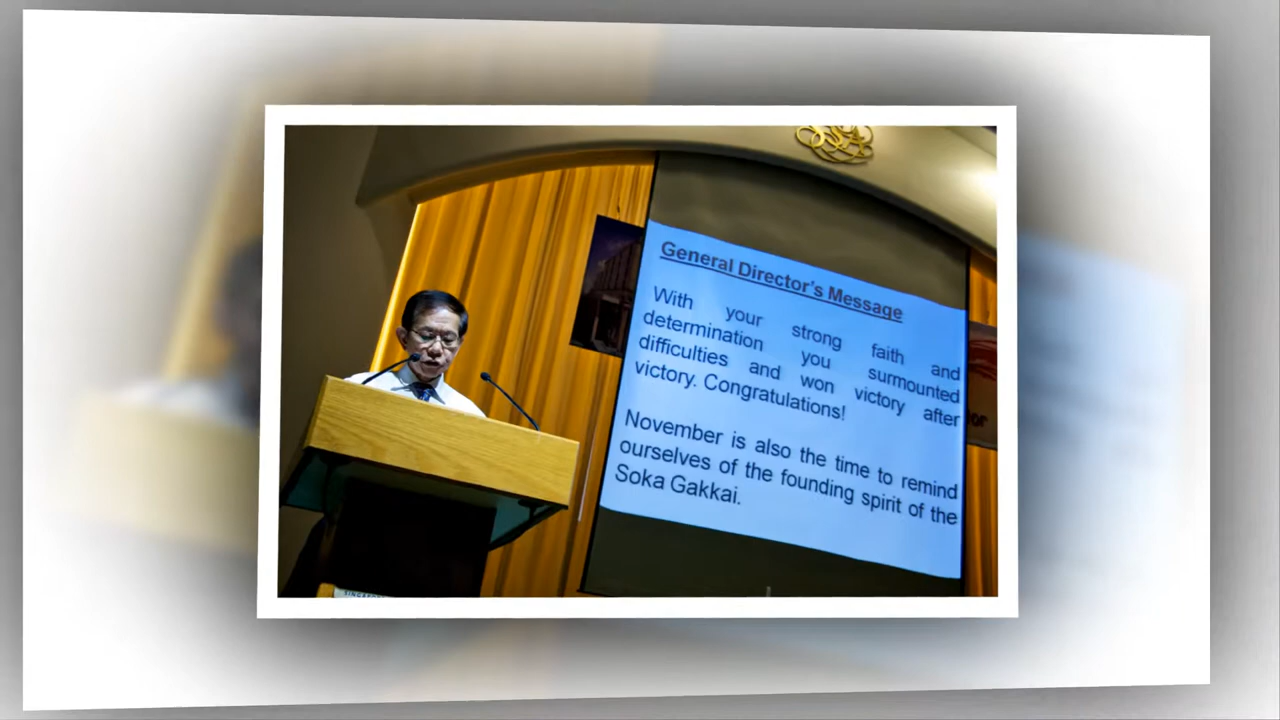 General Director's Message
With your strong faith and
determination you surmounted
difficulties and won victory after
victory. Congratulations!
November is also the time to remind
ourselves of the founding spirit of the
Soka Gakkai.